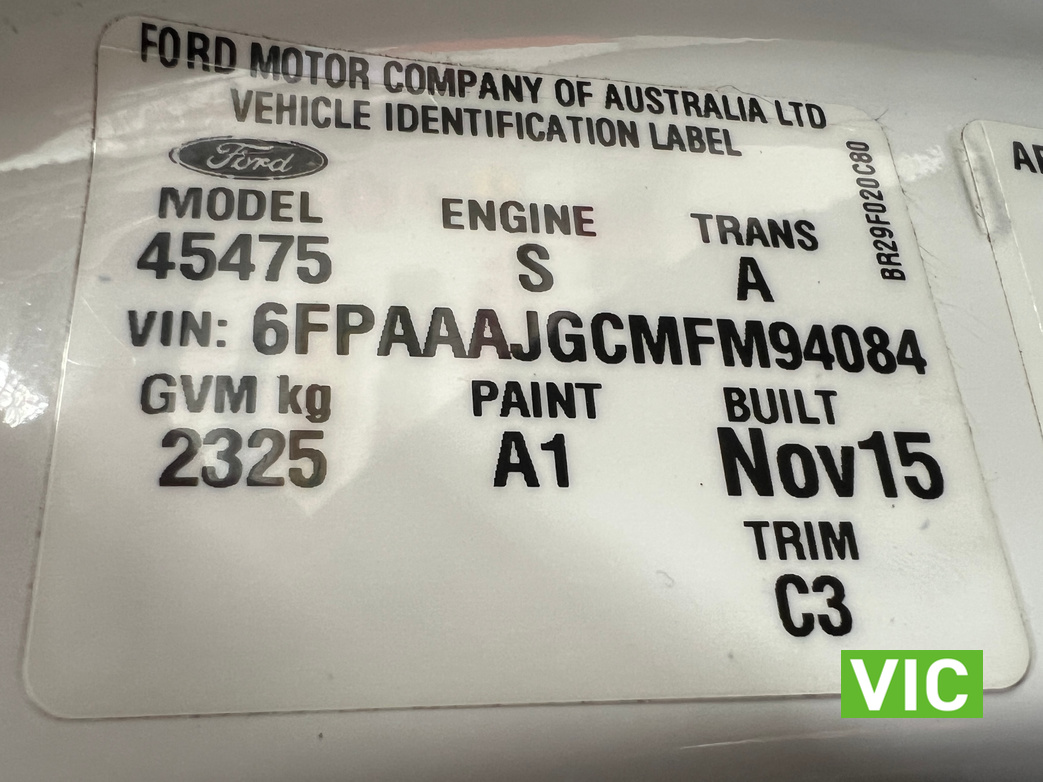 FORD MOTOR COMPANY OF AUSTRALIA LTD
VEHICLE IDENTIFICATION LABEL
Ford
BR29F020C80
MODEL ENGINE TRANS
45475 S A
VIN: 6FPAAAJGCMFM94084
GVM kg PAINT BUILT
2325 A1 Nov15
TRIM
C3
VIC